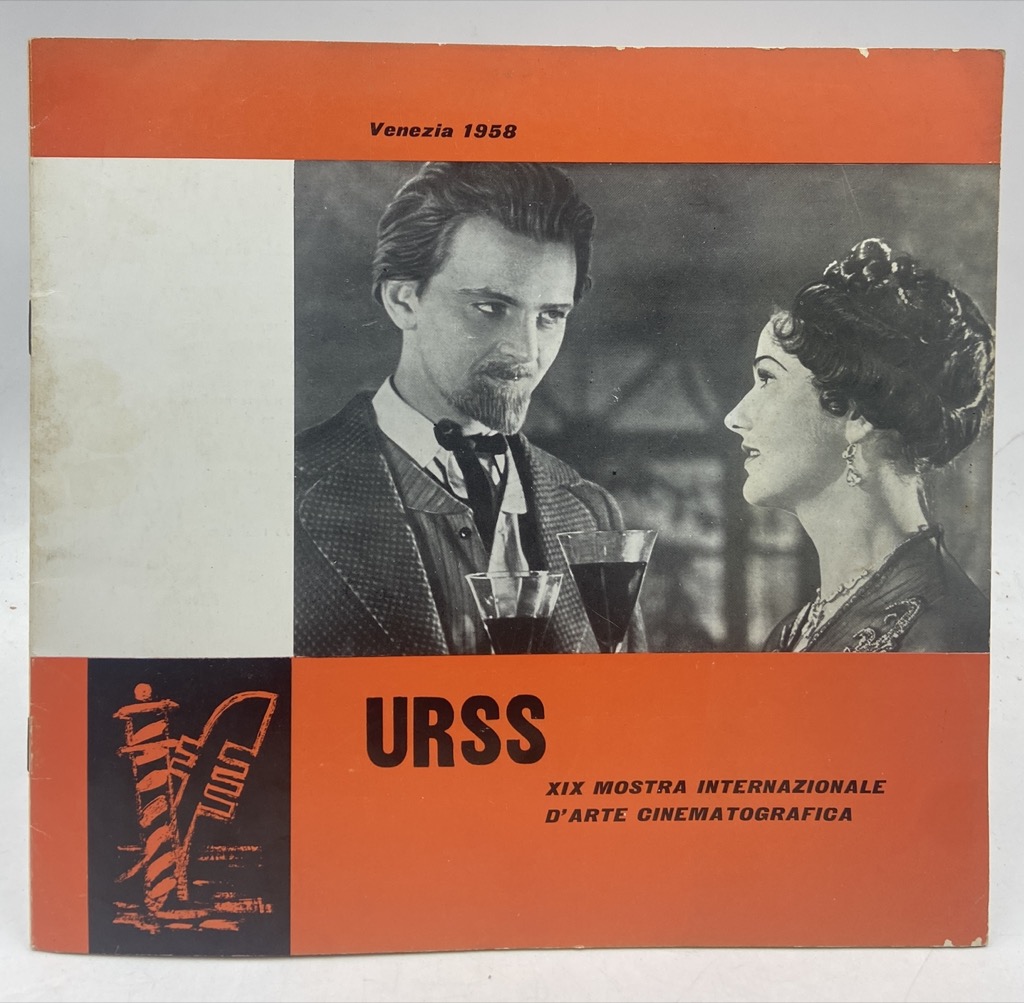 Venezia 1958
URSS
XIX MOSTRA INTERNAZIONALE
D'ARTE CINEMATOGRAFICA